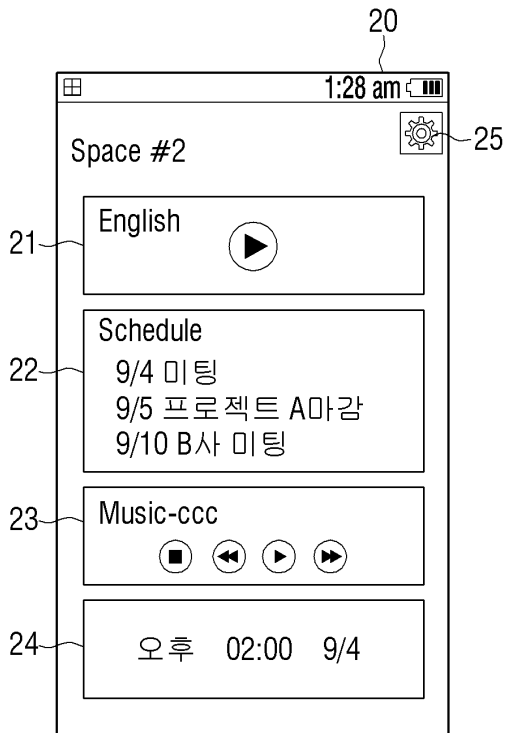 20
1:28 am
Space #2
25
21
English
22
Schedule
9/4 미팅
9/5 프로젝트 A마감
9/10 B사 미팅
23
Music-ccc
24
오후 02:00 9/4